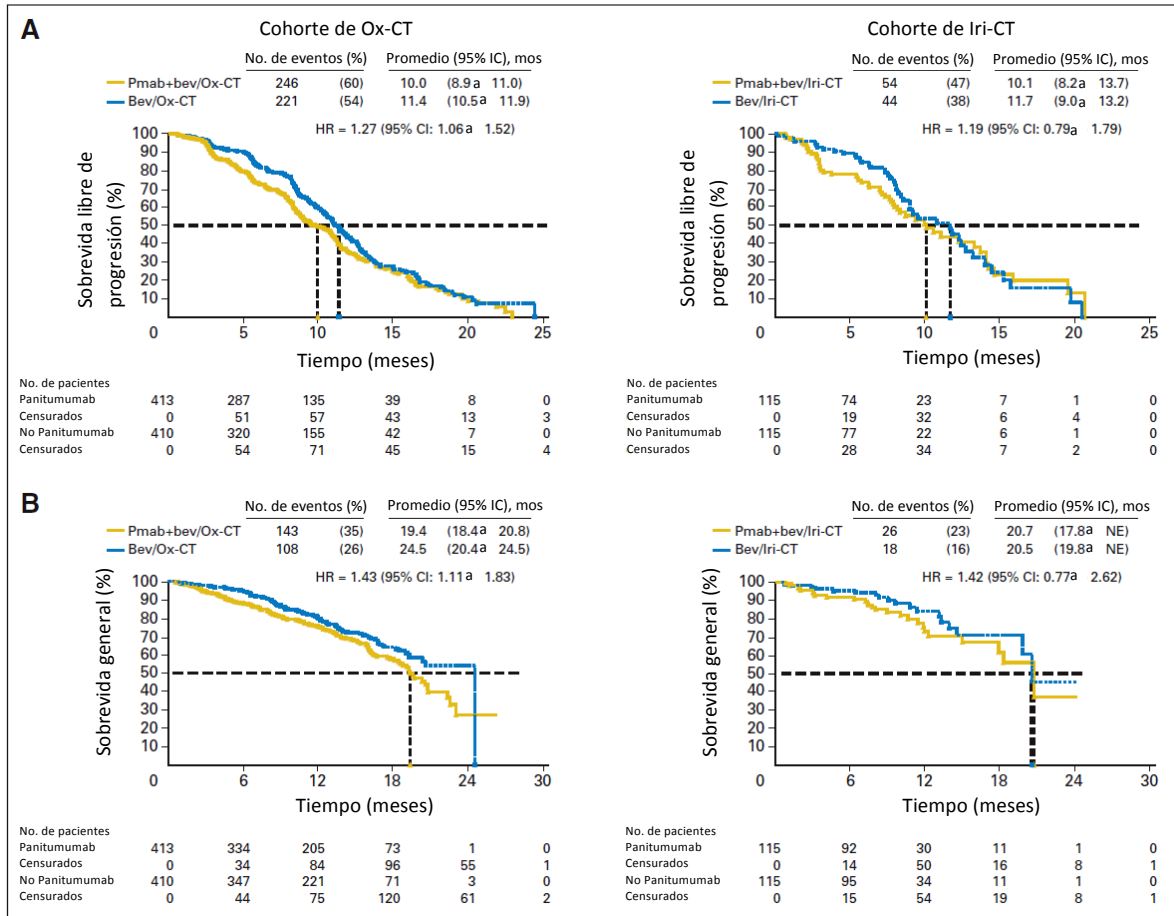 A
Cohorte de Ox-CT
No. de eventos (%) Promedio (95% IC), mos
Pmab+bev/Ox-CT 246 (60) 10.0 (8.9 a 11.0)
Bev/Ox-CT 221 (54) 11.4 (10.5 a 11.9)
HR = 1.27 (95% CI: 1.06 a 1.52)
Sobrevida libre de
progresión (%)
100
90
80
70
60
50
40
30
20
10
0 5 10 15 20 25
Tiempo (meses)
No. de pacientes
Panitumumab 413 287 135 39 8 0
Censurados 0 51 57 43 13 3
No Panitumumab 410 320 155 42 7 0
Censurados 0 54 71 45 15 4
Cohorte de Iri-CT
No. de eventos (%) Promedio (95% IC), mos
Pmab+bev/Iri-CT 54 (47) 10.1 (8.2 a 13.7)
Bev/Iri-CT 44 (38) 11.7 (9.0 a 13.2)
HR = 1.19 (95% CI: 0.79 a 1.79)
Sobrevida libre de
progresión (%)
100
90
80
70
60
50
40
30
20
10
0 5 10 15 20 25
Tiempo (meses)
No. de pacientes
Panitumumab 115 74 23 7 1 0
Censurados 0 19 32 6 4 0
No Panitumumab 115 77 22 6 1 0
Censurados 0 28 34 7 2 0
B
No. de eventos (%) Promedio (95% IC), mos
Pmab+bev/Ox-CT 143 (35) 19.4 (18.4 a 20.8)
Bev/Ox-CT 108 (26) 24.5 (20.4 a 24.5)
HR = 1.43 (95% CI: 1.11 a 1.83)
Sobrevida general (%)
100
90
80
70
60
50
40
30
20
10
0 6 12 18 24 30
Tiempo (meses)
No. de pacientes
Panitumumab 413 334 205 73 1 0
Censurados 0 34 84 96 55 1
No Panitumumab 410 347 221 71 3 0
Censurados 0 44 75 120 61 2
No. de eventos (%) Promedio (95% IC), mos
Pmab+bev/Iri-CT 26 (23) 20.7 (17.8 a NE)
Bev/Iri-CT 18 (16) 20.5 (19.8 a NE)
HR = 1.42 (95% CI: 0.77 a 2.62)
Sobrevida general (%)
100
90
80
70
60
50
40
30
20
10
0 6 12 18 24 30
Tiempo (meses)
No. de pacientes
Panitumumab 115 92 30 11 1 0
Censurados 0 14 50 16 8 1
No Panitumumab 115 95 34 11 1 0
Censurados 0 15 54 19 8 1